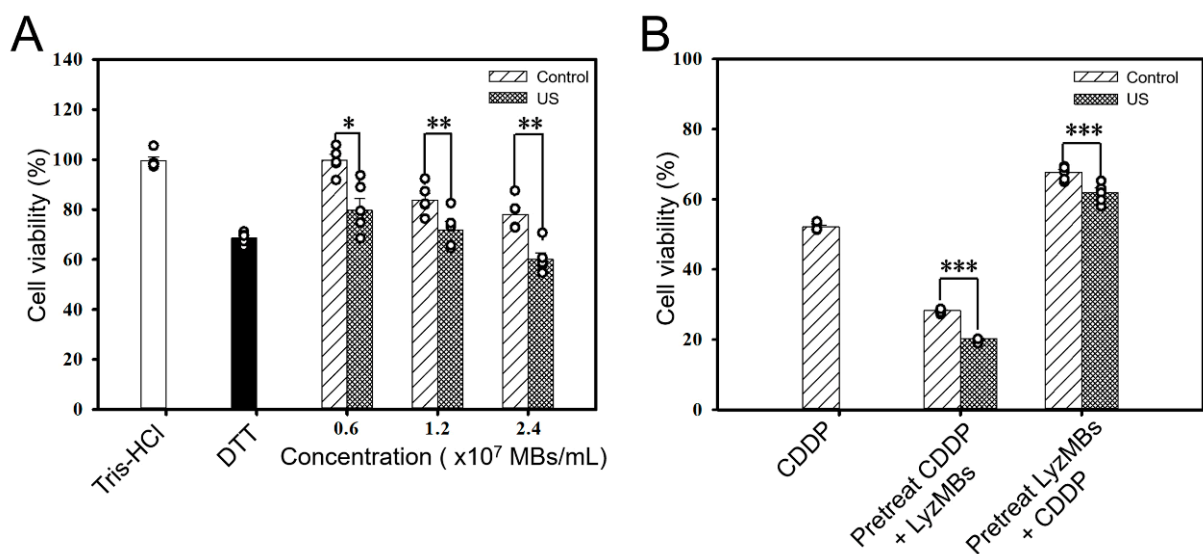 A
140
120
100
80
60
40
20
0
Cell viability (%)
Control
US
*
**
**
Tris-HCl
DTT
0.6
1.2
2.4
Concentration ( x10⁷ MBs/mL)
B
100
80
60
40
20
0
Cell viability (%)
Control
US
***
***
CDDP
Pretreat CDDP
+ LyzMBs
Pretreat LyzMBs
+ CDDP